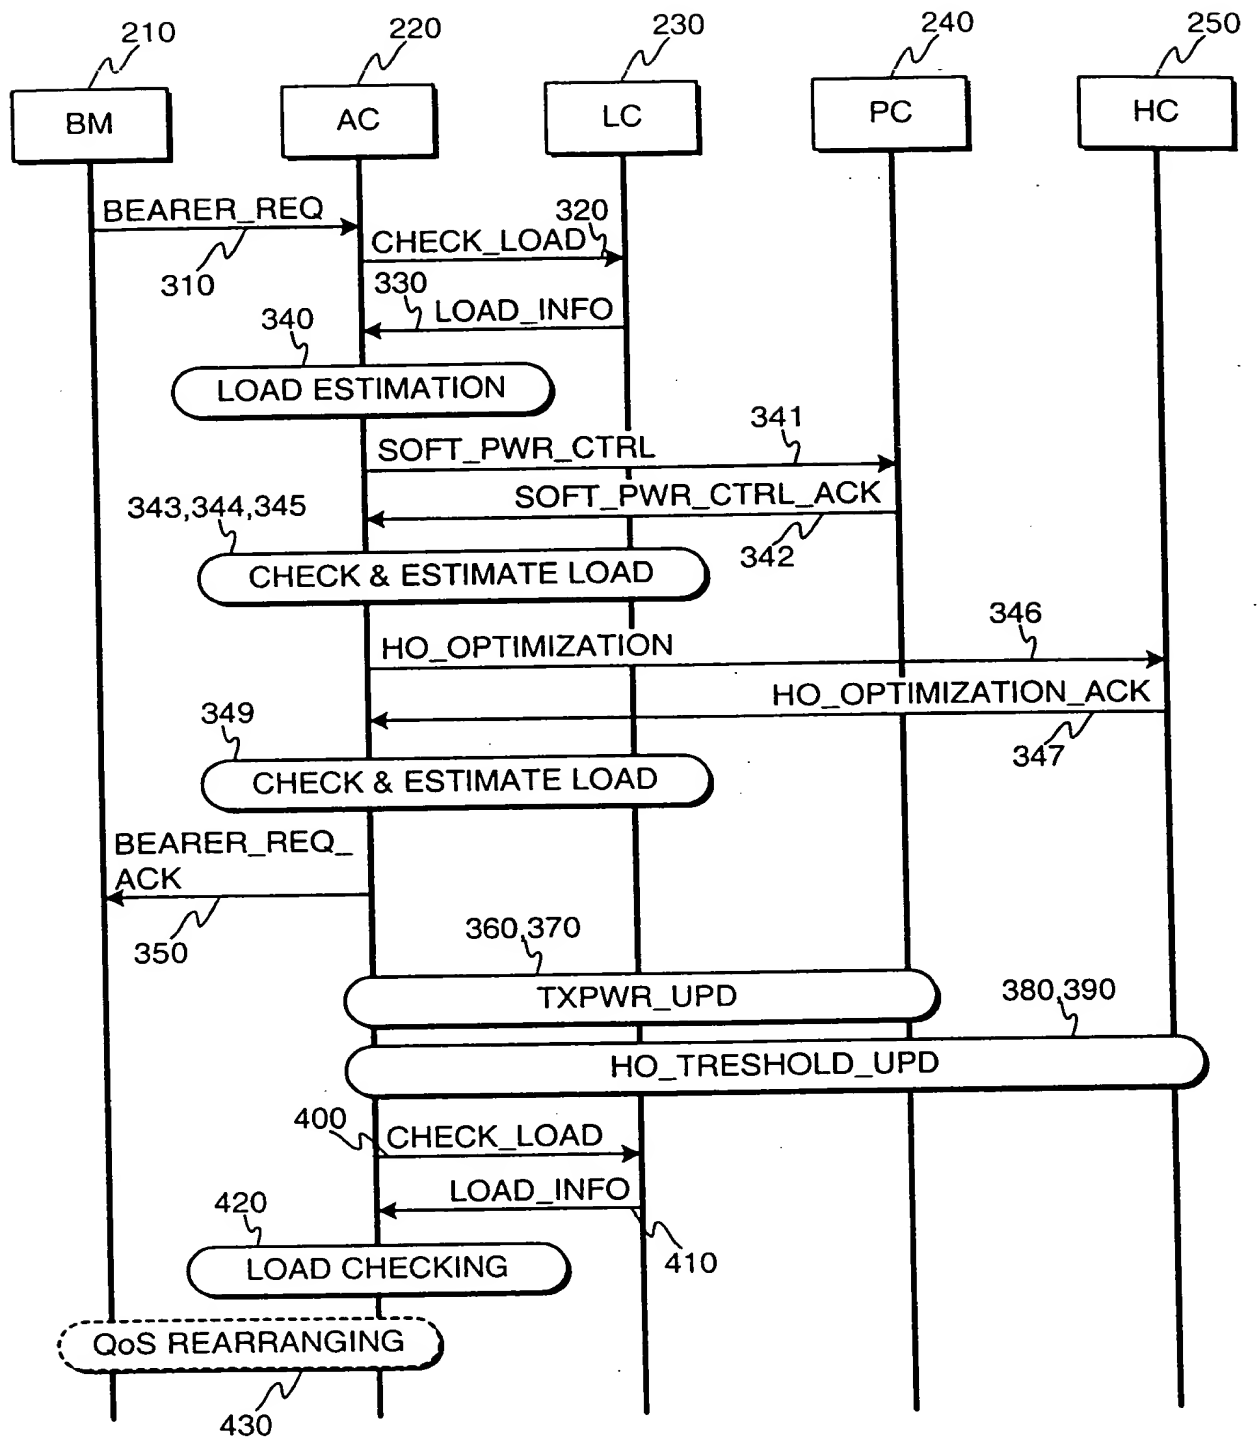 210
220
230
240
250
BM
AC
LC
PC
HC
BEARER_REQ
310
320
CHECK_LOAD
330
LOAD_INFO
340
LOAD ESTIMATION
341
SOFT_PWR_CTRL
SOFT_PWR_CTRL_ACK
342
343,344,345
CHECK & ESTIMATE LOAD
346
HO_OPTIMIZATION
HO_OPTIMIZATION_ACK
347
349
CHECK & ESTIMATE LOAD
BEARER_REQ_
ACK
350
360,370
TXPWR_UPD
380,390
HO_TRESHOLD_UPD
400
CHECK_LOAD
LOAD_INFO
410
420
LOAD CHECKING
QoS REARRANGING
430